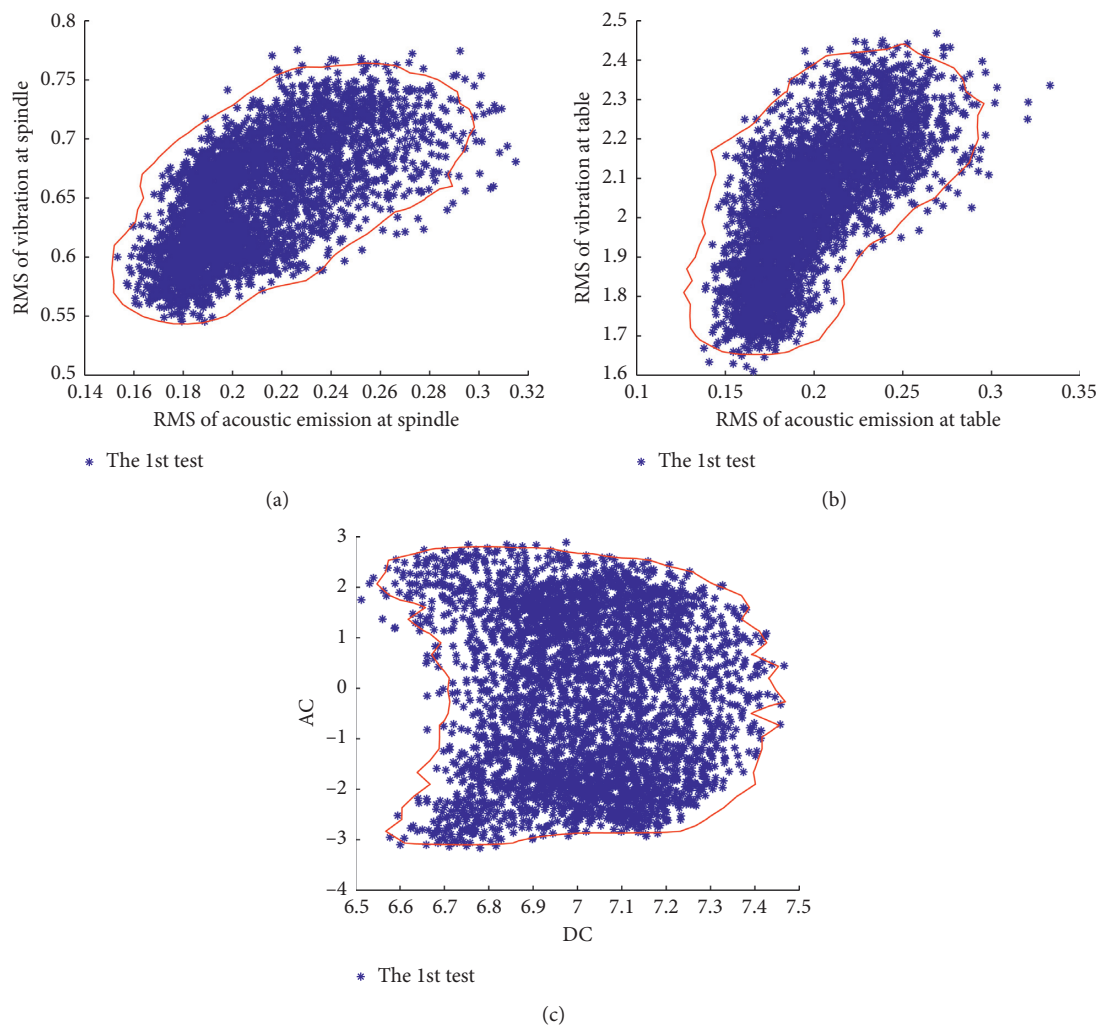 0.8
0.75
0.7
0.65
0.6
0.55
0.5
RMS of vibration at spindle
0.14 0.16 0.18 0.2 0.22 0.24 0.26 0.28 0.3 0.32
RMS of acoustic emission at spindle
The 1st test
(a)
2.5
2.4
2.3
2.2
2.1
2
1.9
1.8
1.7
1.6
RMS of vibration at table
0.1 0.15 0.2 0.25 0.3 0.35
RMS of acoustic emission at table
The 1st test
(b)
3
2
1
0
–1
–2
–3
–4
AC
6.5 6.6 6.7 6.8 6.9 7 7.1 7.2 7.3 7.4 7.5
DC
The 1st test
(c)